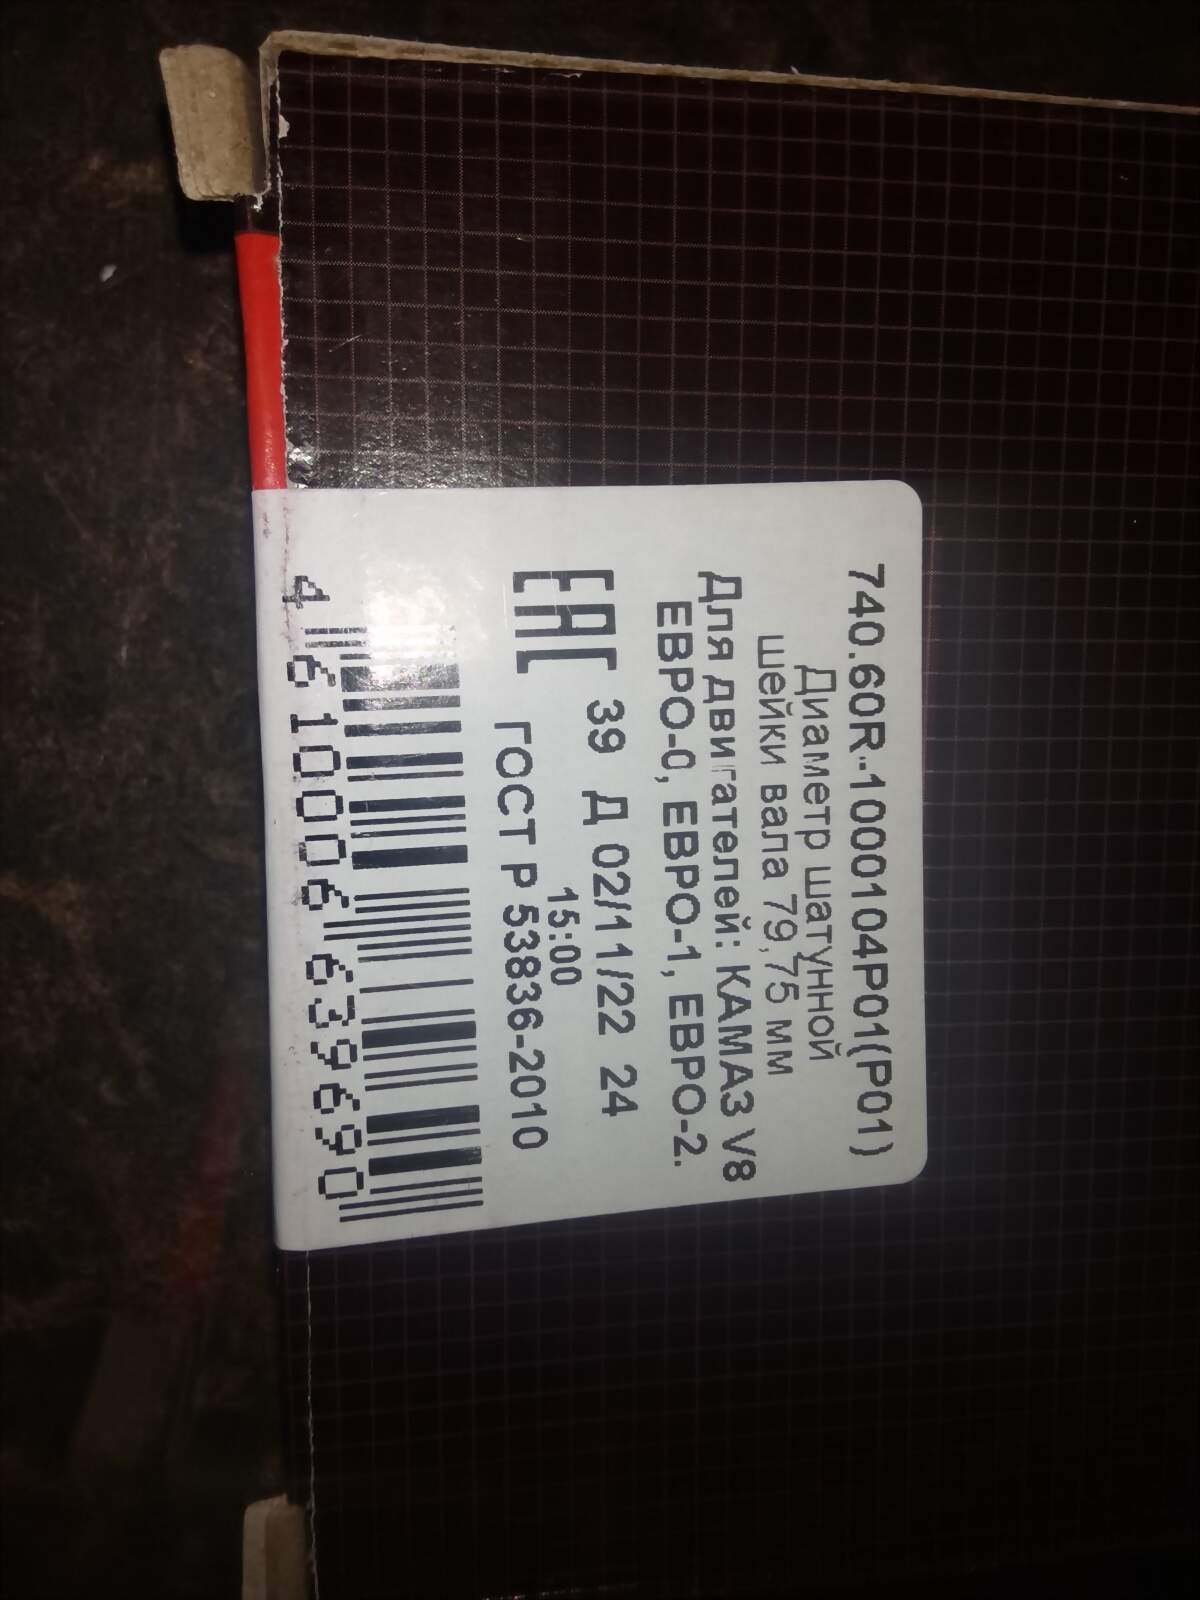 740.60R-1000104P01(P01)
Диаметр шатунной
шейки вала 79,75 мм
Для двигателей: КАМАЗ V8
ЕВРО-0, ЕВРО-1, ЕВРО-2.
EAC 39 Д 02/11/22 24
15:00
ГОСТ Р 53836-2010
4 610006 639690